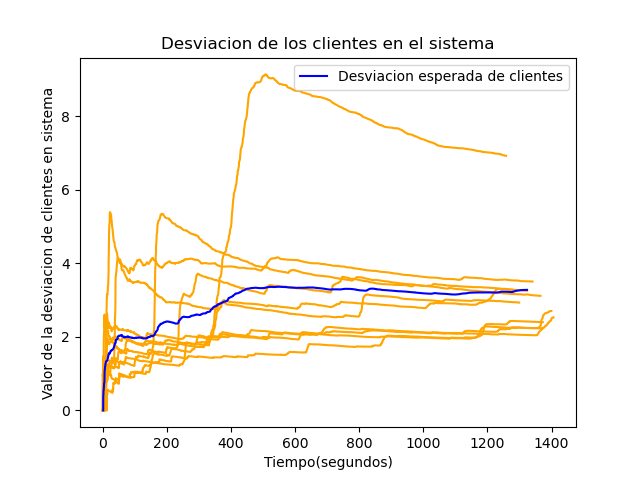 Desviacion de los clientes en el sistema
Desviacion esperada de clientes
Valor de la desviacion de clientes en sistema
8
6
4
2
0
0 200 400 600 800 1000 1200 1400
Tiempo(segundos)